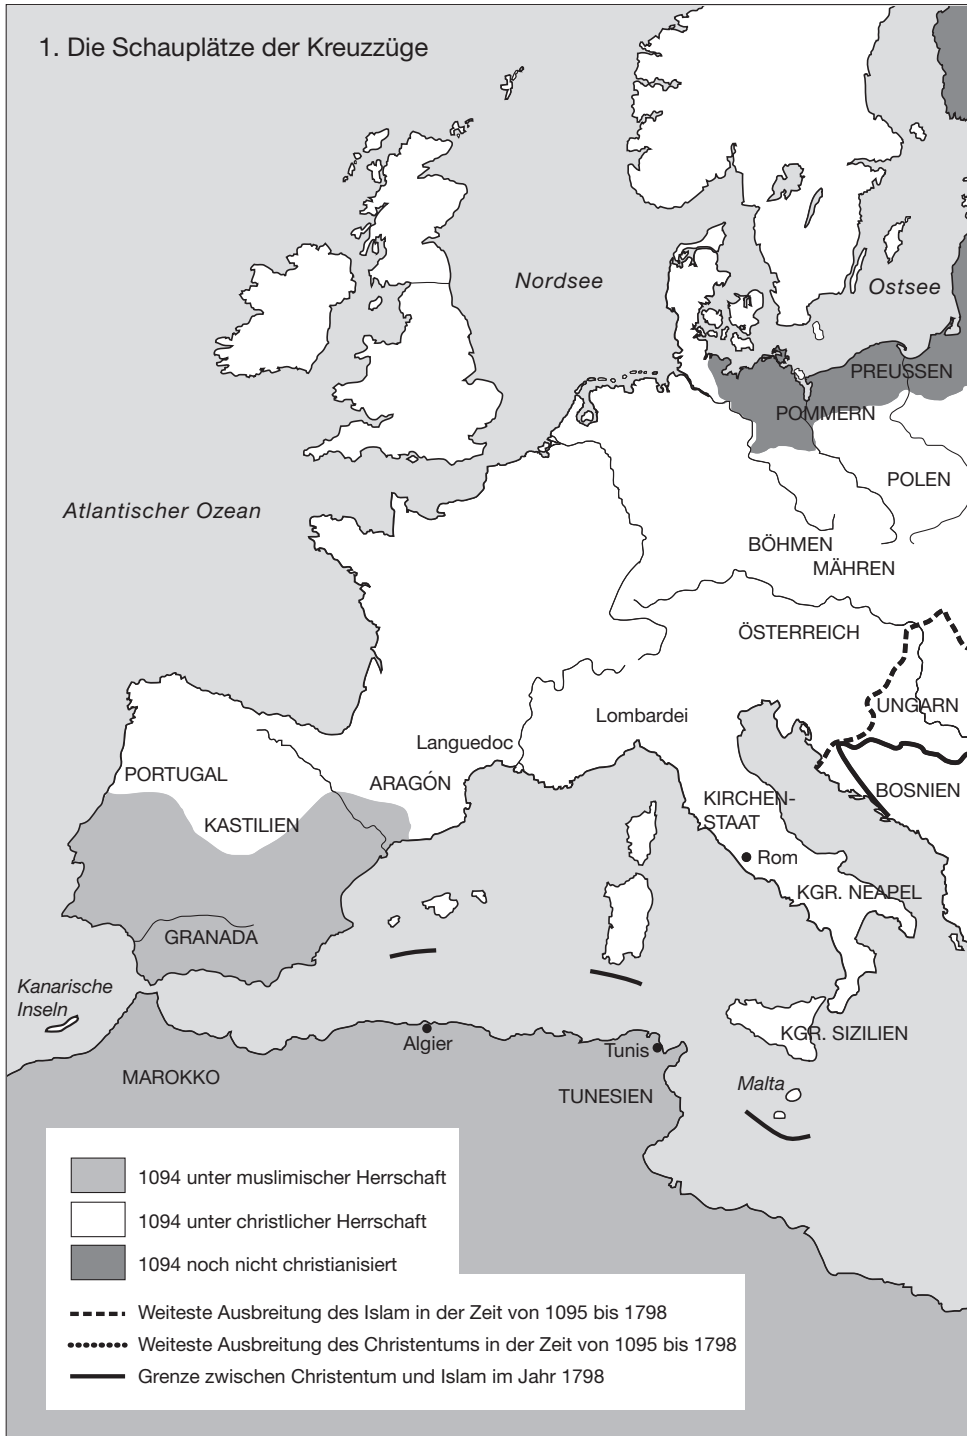 1. Die Schauplätze der Kreuzzüge
Nordsee
Ostsee
PREUSSEN
POMMERN
POLEN
Atlantischer Ozean
BÖHMEN
MÄHREN
ÖSTERREICH
UNGARN
Lombardei
Languedoc
PORTUGAL
ARAGÓN
BOSNIEN
KIRCHEN-
STAAT
KASTILIEN
Rom
KGR. NEAPEL
GRANADA
Kanarische
Inseln
KGR. SIZILIEN
Algier
Tunis
MAROKKO
Malta
TUNESIEN
1094 unter muslimischer Herrschaft
1094 unter christlicher Herrschaft
1094 noch nicht christianisiert
Weiteste Ausbreitung des Islam in der Zeit von 1095 bis 1798
Weiteste Ausbreitung des Christentums in der Zeit von 1095 bis 1798
Grenze zwischen Christentum und Islam im Jahr 1798